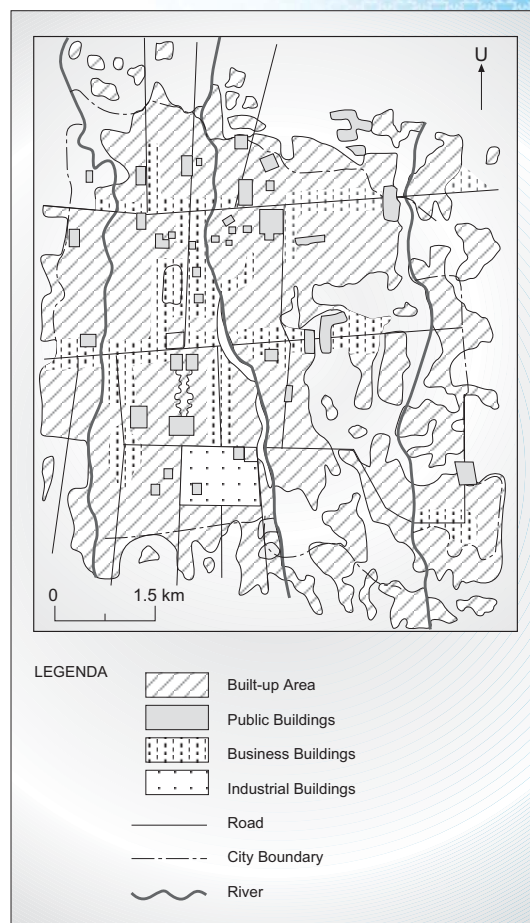 U
0 1.5 km
LEGENDA
Built-up Area
Public Buildings
Business Buildings
Industrial Buildings
Road
City Boundary
River